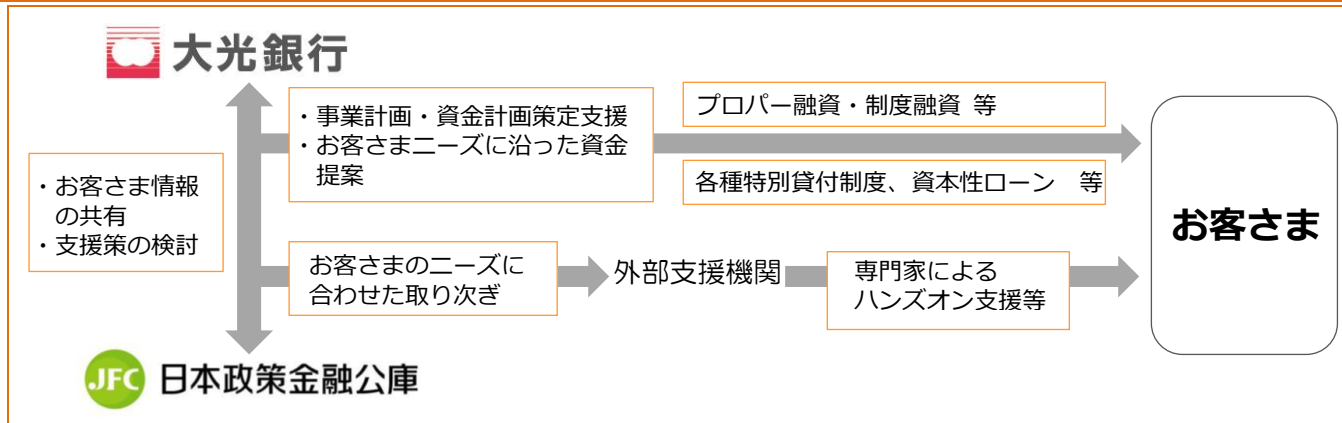 大光銀行
・事業計画・資金計画策定支援
・お客さまニーズに沿った資金
提案
プロパー融資・制度融資 等
各種特別貸付制度、資本性ローン 等
・お客さま情報
の共有
・支援策の検討
お客さま
お客さまのニーズに
合わせた取り次ぎ
外部支援機関
専門家による
ハンズオン支援等
JFC 日本政策金融公庫